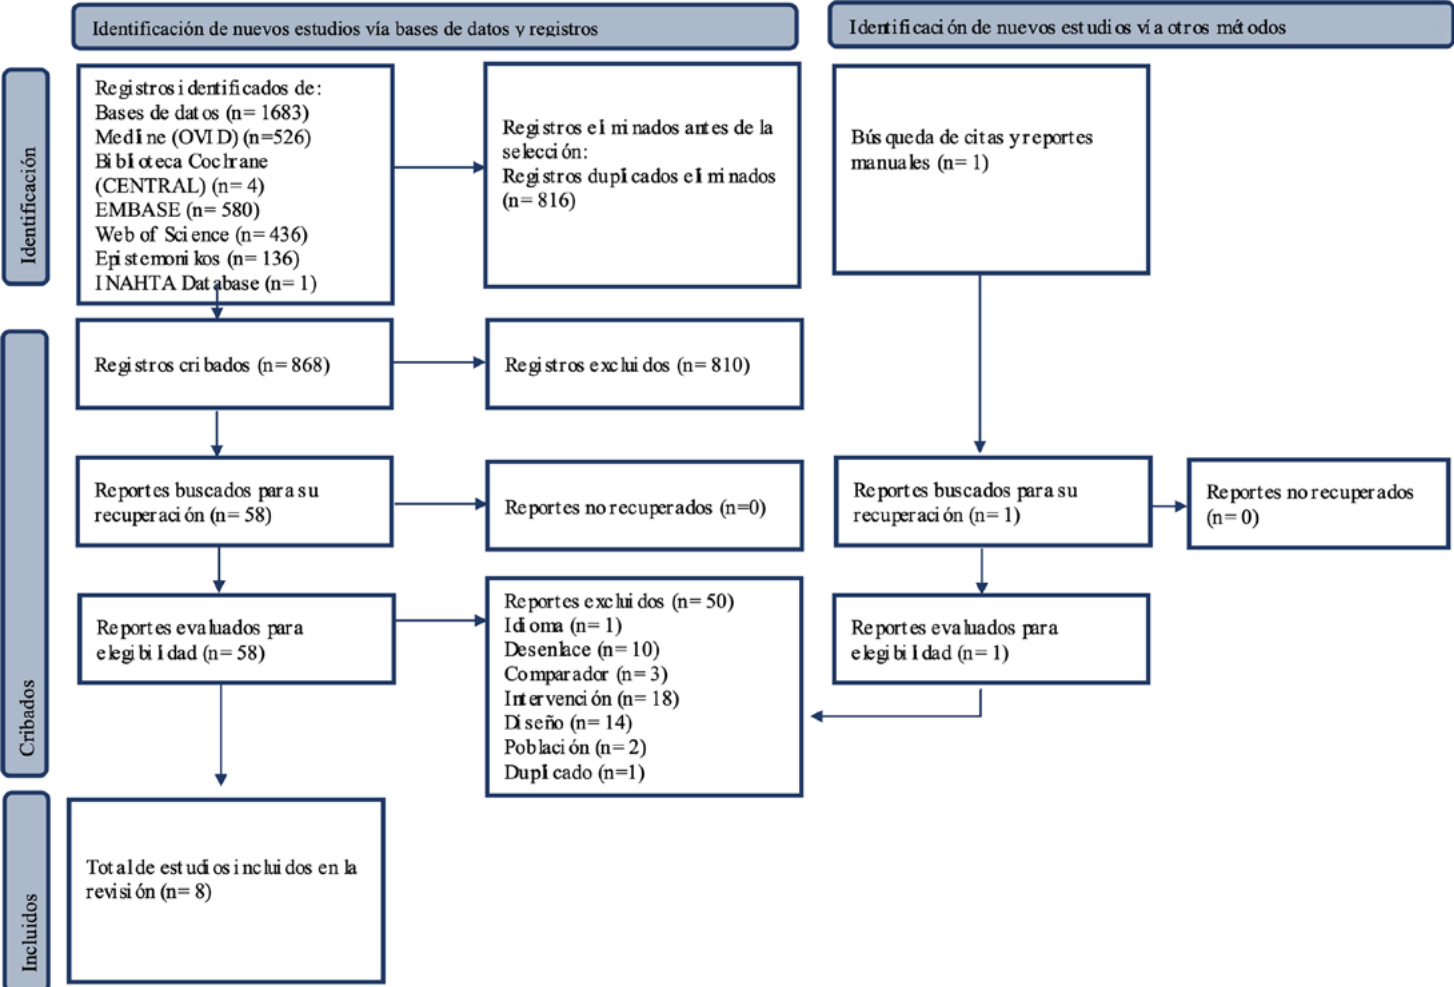 Identificación de nuevos estudios vía bases de datos y registros
Identificación de nuevos estudios vía otros métodos
Identificación
Registros identificados de:
Bases de datos (n= 1683)
Medline (OVID) (n=526)
Biblioteca Cochrane
(CENTRAL) (n= 4)
EMBASE (n= 580)
Web of Science (n= 436)
Epistemonikos (n= 136)
INAHTA Database (n= 1)
Registros eliminados antes de la
selección:
Registros duplicados eliminados
(n= 816)
Búsqueda de citas y reportes
manuales (n= 1)
Cribados
Registros cribados (n= 868)
Registros excluidos (n= 810)
Reportes buscados para su
recuperación (n= 58)
Reportes no recuperados (n=0)
Reportes buscados para su
recuperación (n= 1)
Reportes no recuperados
(n= 0)
Reportes evaluados para
elegibilidad (n= 58)
Reportes excluidos (n= 50)
Idioma (n= 1)
Desenlace (n= 10)
Comparador (n= 3)
Intervención (n= 18)
Diseño (n= 14)
Población (n= 2)
Duplicado (n=1)
Reportes evaluados para
elegibilidad (n= 1)
Incluidos
Total de estudios incluidos en la
revisión (n= 8)